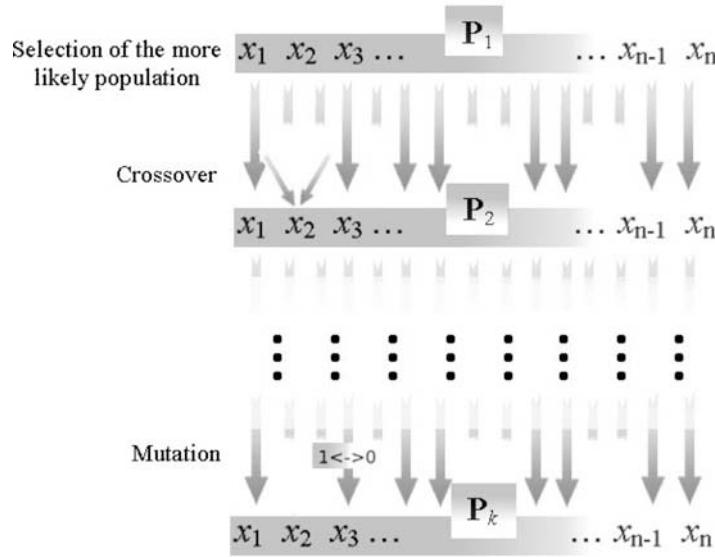 Selection of the more
likely population
P₁
x₁ x₂ x₃ ... ... xₙ₋₁ xₙ
Crossover
P₂
x₁ x₂ x₃ ... ... xₙ₋₁ xₙ
Mutation
1<->0
Pₖ
x₁ x₂ x₃ ... ... xₙ₋₁ xₙ